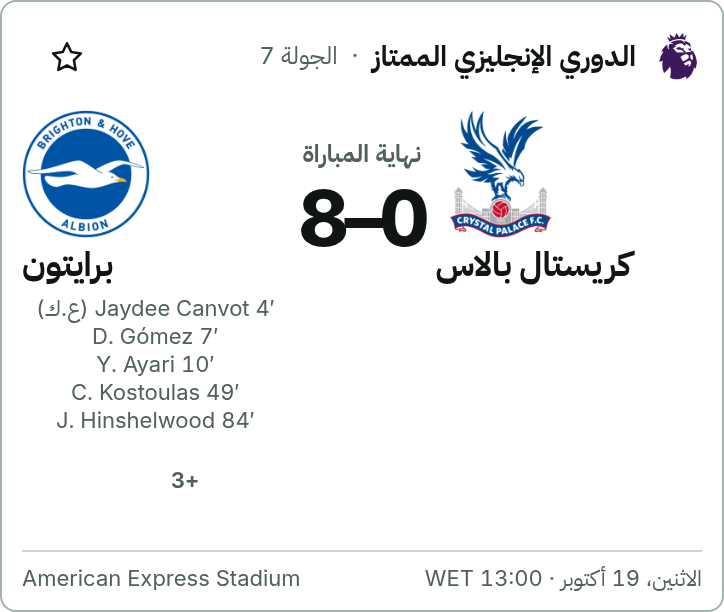 الدوري الإنجليزي الممتاز · الجولة 7
BRIGHTON & HOVE ALBION
CRYSTAL PALACE F.C.
نهاية المباراة
8–0
كريستال بالاس
برايتون
Jaydee Canvot 4′ (ع.ك)
D. Gómez 7′
Y. Ayari 10′
C. Kostoulas 49′
J. Hinshelwood 84′
3+
الاثنين، 19 أكتوبر · 13:00 WET
American Express Stadium